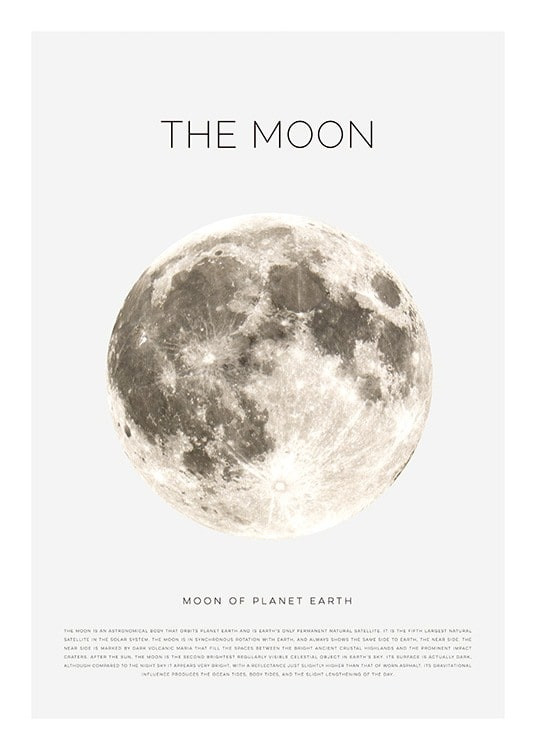 THE MOON
MOON OF PLANET EARTH
THE MOON IS AN ASTRONOMICAL BODY THAT ORBITS PLANET EARTH AND IS EARTH'S ONLY PERMANENT NATURAL SATELLITE. IT IS THE FIFTH LARGEST NATURAL
SATELLITE IN THE SOLAR SYSTEM. THE MOON IS IN SYNCHRONOUS ROTATION WITH EARTH, AND ALWAYS SHOWS THE SAME SIDE TO EARTH, THE NEAR SIDE. THE
NEAR SIDE IS MARKED BY DARK VOLCANIC MARIA THAT FILL THE SPACES BETWEEN THE BRIGHT ANCIENT CRUSTAL HIGHLANDS AND THE PROMINENT IMPACT
CRATERS. AFTER THE SUN, THE MOON IS THE SECOND BRIGHTEST REGULARLY VISIBLE CELESTIAL OBJECT IN EARTH'S SKY. ITS SURFACE IS ACTUALLY DARK,
ALTHOUGH COMPARED TO THE NIGHT SKY IT APPEARS VERY BRIGHT, WITH A REFLECTANCE JUST SLIGHTLY HIGHER THAN THAT OF WORN ASPHALT. ITS GRAVITATIONAL
INFLUENCE PRODUCES THE OCEAN TIDES, BODY TIDES, AND THE SLIGHT LENGTHENING OF THE DAY.